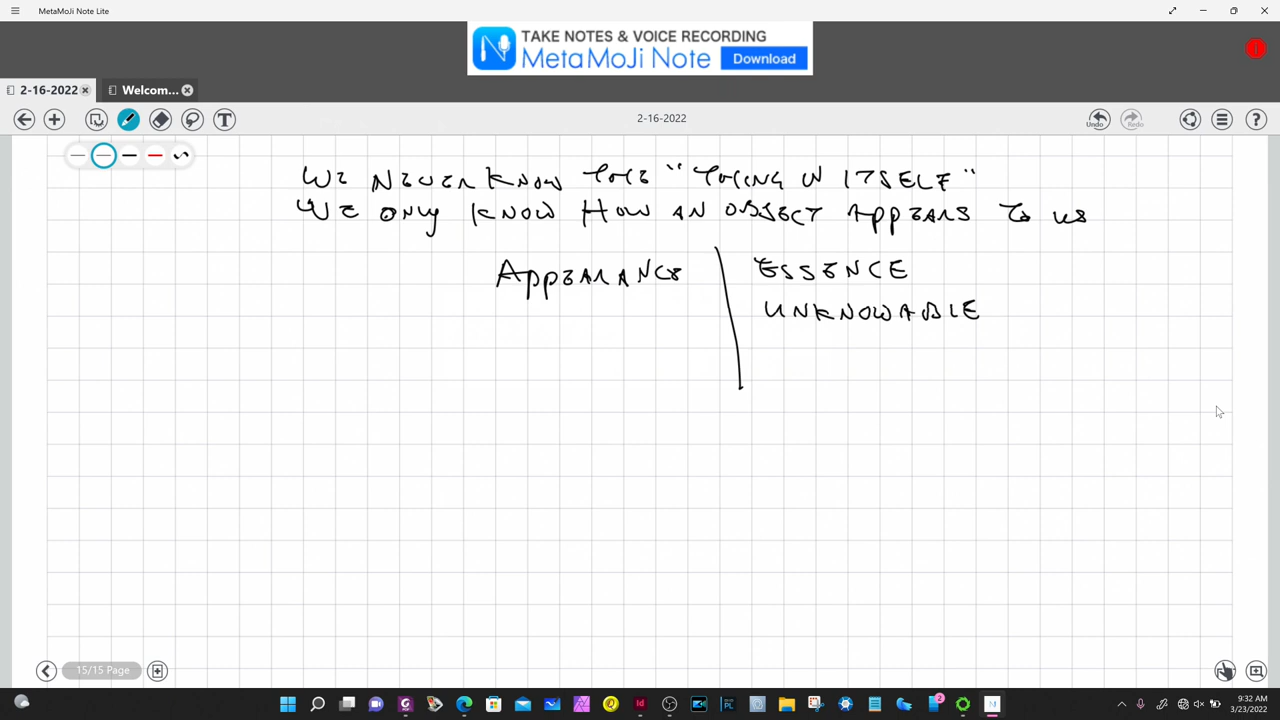 MetaMoJi Note Lite
TAKE NOTES & VOICE RECORDING
MetaMoJi Note Download
2-16-2022 Welcom...
2-16-2022
Undo Redo
WE NEVER KNOW THE "THING IN ITSELF"
WE ONLY KNOW HOW AN OBJECT APPEARS TO US
APPEARANCE ESSENCE
UNKNOWABLE
15/15 Page
9:32 AM
3/23/2022